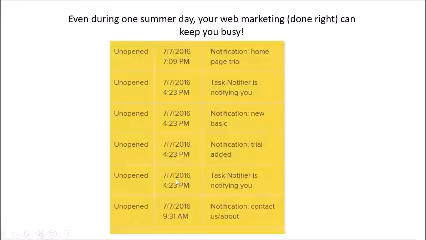 Even during one summer day, your web marketing (done right) can
keep you busy!
Unopened 7/7/2016 Notification: home
7:09 PM page trial
Unopened 7/7/2016 Task Notifier is
4:23 PM notifying you
Unopened 7/7/2016 Notification: new
4:23 PM basic
Unopened 7/7/2016 Notification: trial
4:23 PM added
Unopened 7/7/2016 Task Notifier is
4:23 PM notifying you
Unopened 7/7/2016 Notification: contact
9:31 AM us/about